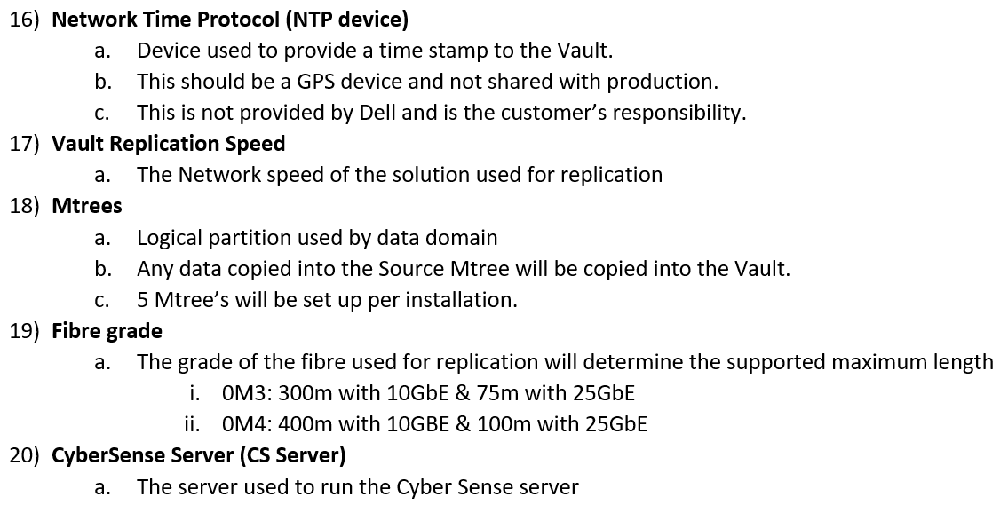 16) Network Time Protocol (NTP device)
a. Device used to provide a time stamp to the Vault.
b. This should be a GPS device and not shared with production.
c. This is not provided by Dell and is the customer’s responsibility.
17) Vault Replication Speed
a. The Network speed of the solution used for replication
18) Mtrees
a. Logical partition used by data domain
b. Any data copied into the Source Mtree will be copied into the Vault.
c. 5 Mtree’s will be set up per installation.
19) Fibre grade
a. The grade of the fibre used for replication will determine the supported maximum length
i. 0M3: 300m with 10GbE & 75m with 25GbE
ii. 0M4: 400m with 10GBE & 100m with 25GbE
20) CyberSense Server (CS Server)
a. The server used to run the Cyber Sense server